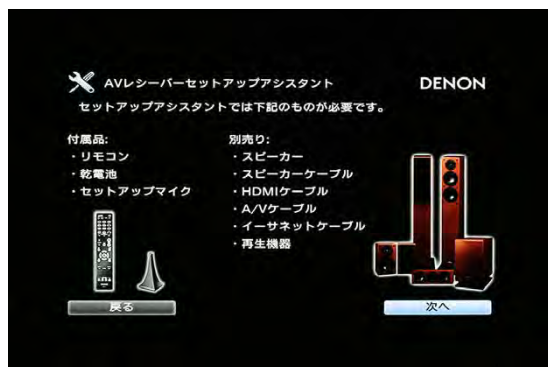 AVレシーバーセットアップアシスタント
DENON
セットアップアシスタントでは下記のものが必要です。
付属品:
・リモコン
・乾電池
・セットアップマイク
別売り:
・スピーカー
・スピーカーケーブル
・HDMIケーブル
・A/Vケーブル
・イーサネットケーブル
・再生機器
戻る
次へ